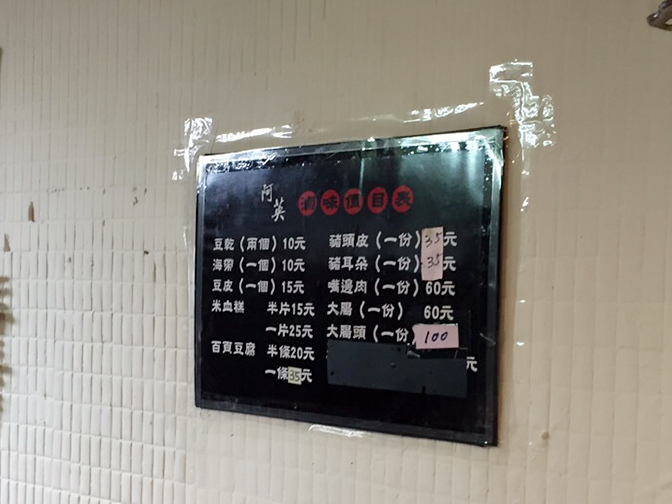 阿英 滷味價目表
豆乾（兩個）10元
海帶（一個）10元
豆皮（一個）15元
米血糕 半片15元
一片25元
百頁豆腐 半條20元
一條35元
豬頭皮（一份）35元
豬耳朵（一份）35元
嘴邊肉（一份）60元
大腸（一份） 60元
大腸頭（一份） 100
元